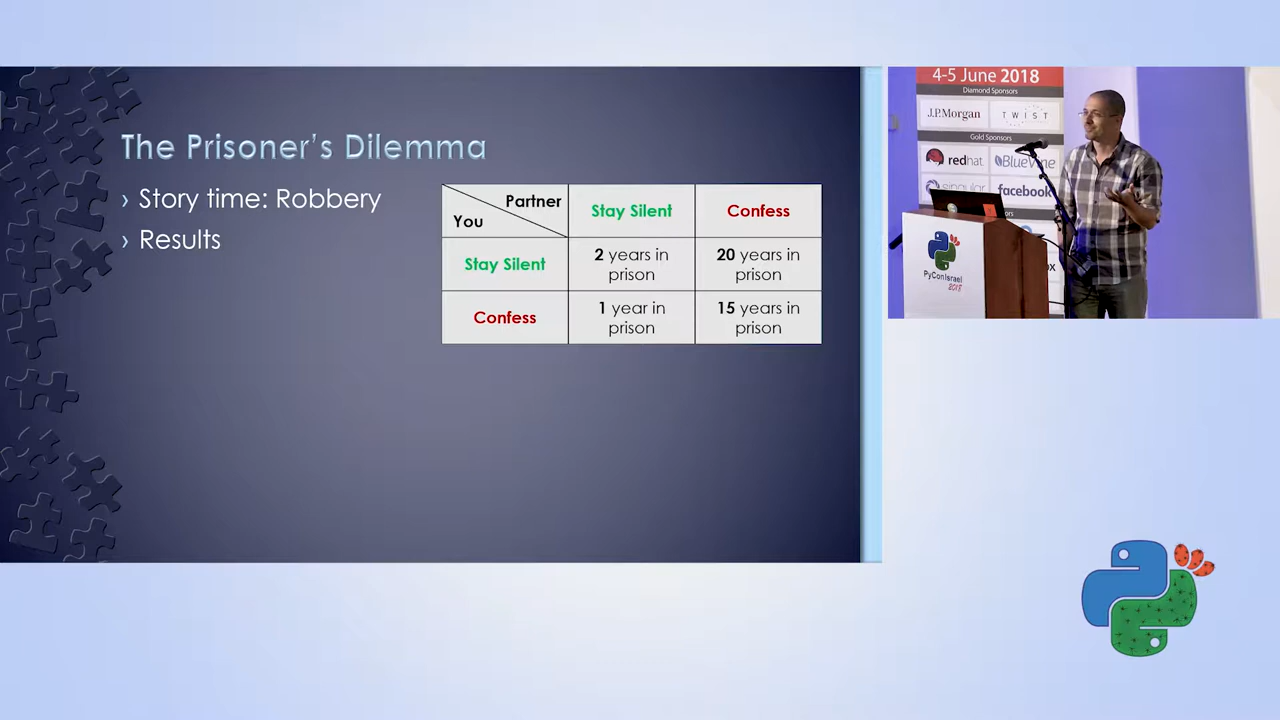 The Prisoner's Dilemma
› Story time: Robbery
› Results
Partner
You
Stay Silent
Confess
Stay Silent
2 years in
prison
20 years in
prison
Confess
1 year in
prison
15 years in
prison
4-5 June 2018
Diamond Sponsors
J.P.Morgan
TWIST
Gold Sponsors
redhat
BlueVine
singular
facebook
PyConIsrael
2018